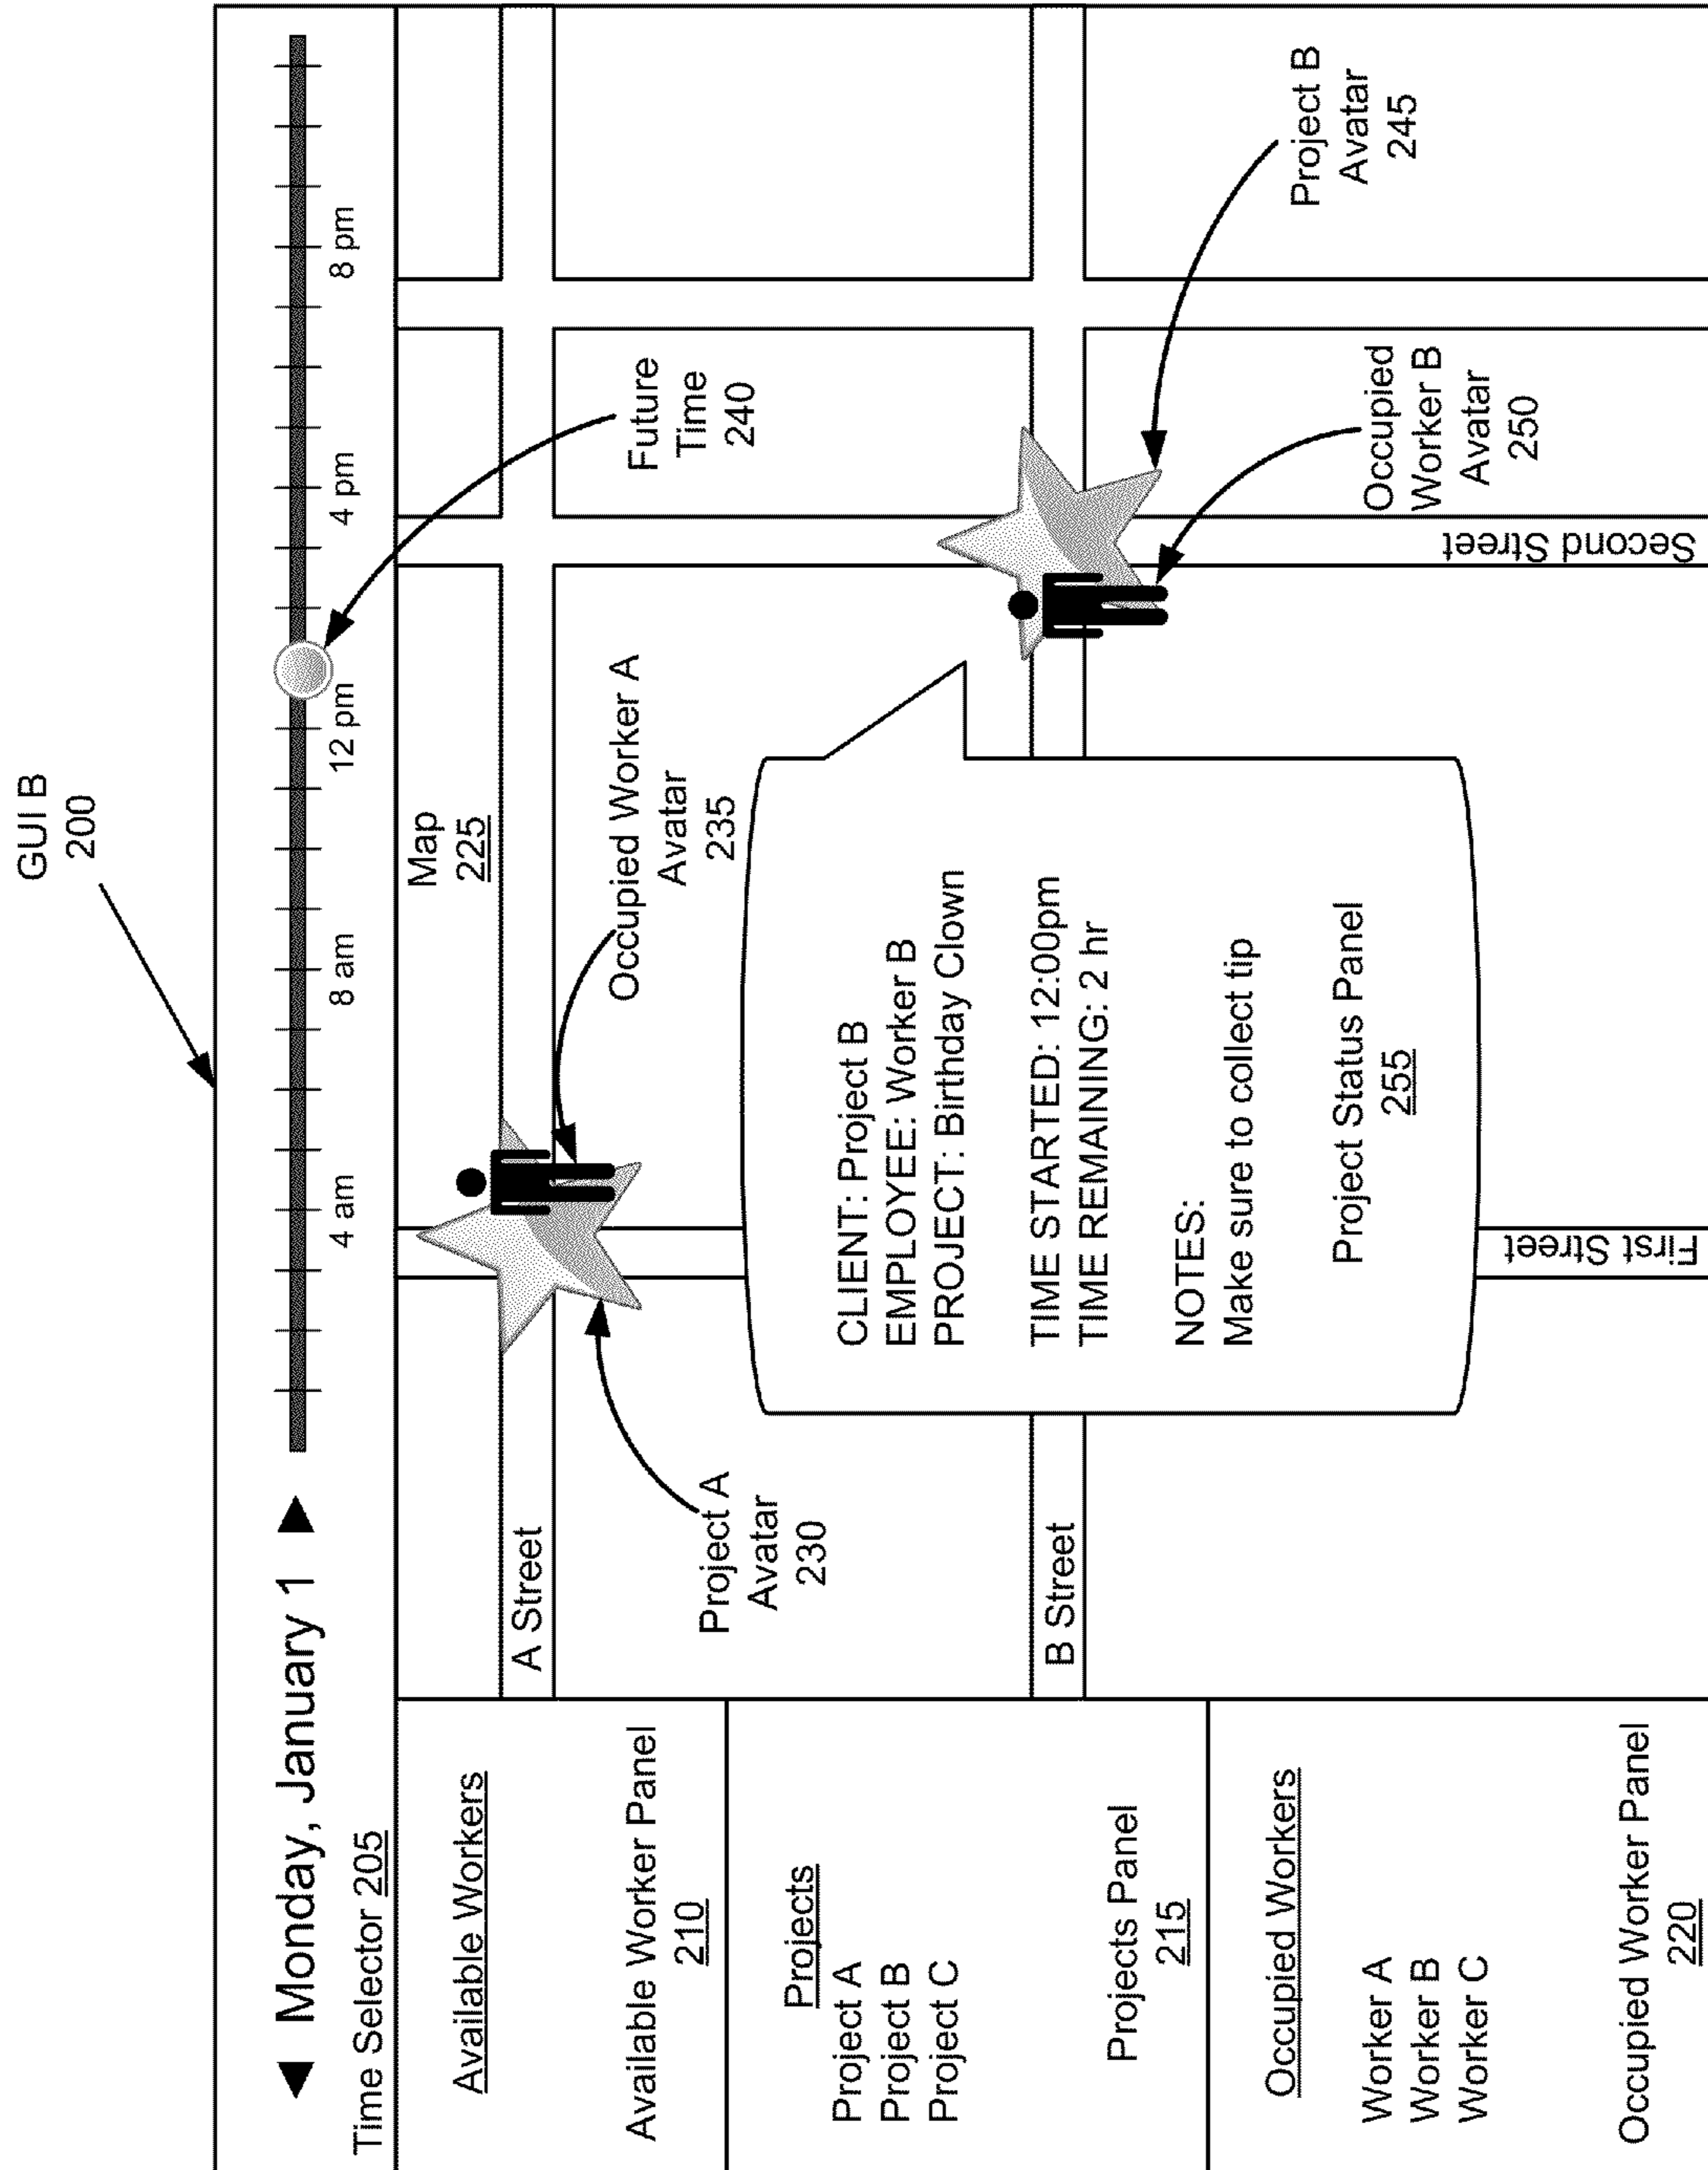 GUI B
200
Monday, January 1
Time Selector 205
4 am
8 am
12 pm
4 pm
8 pm
Available Workers
Available Worker Panel
210
Projects
Project A
Project B
Project C
Projects Panel
215
Occupied Workers
Worker A
Worker B
Worker C
Occupied Worker Panel
220
Map
225
A Street
Occupied Worker A
Avatar
235
Future
Time
240
Project A
Avatar
230
CLIENT: Project B
EMPLOYEE: Worker B
PROJECT: Birthday Clown
TIME STARTED: 12:00pm
TIME REMAINING: 2 hr
NOTES:
Make sure to collect tip
Project Status Panel
255
B Street
Project B
Avatar
245
Occupied
Worker B
Avatar
250
First Street
Second Street